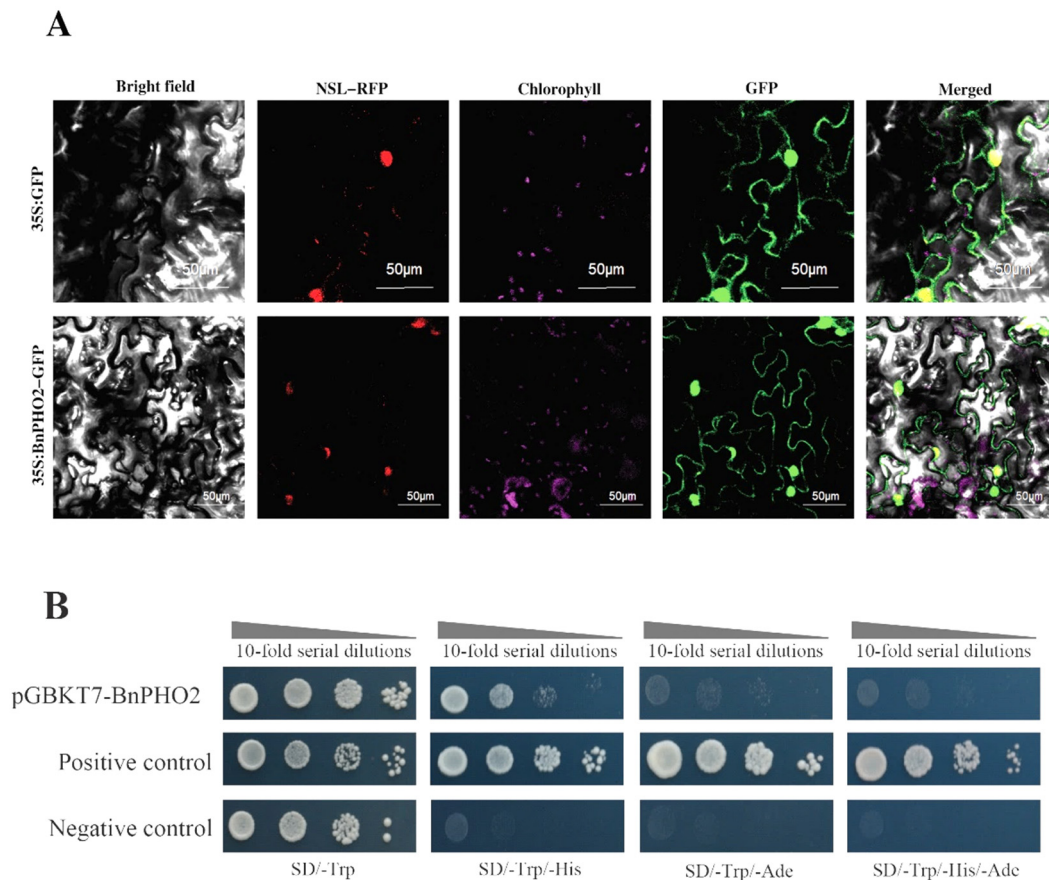 A
Bright field NSL-RFP Chlorophyll GFP Merged
35S:GFP
50μm 50μm 50μm 50μm 50μm
35S:BnPHO2-GFP
50μm 50μm 50μm 50μm 50μm
B
10-fold serial dilutions 10-fold serial dilutions 10-fold serial dilutions 10-fold serial dilutions
pGBKT7-BnPHO2
Positive control
Negative control
SD/-Trp SD/-Trp/-His SD/-Trp/-Ade SD/-Trp/-His/-Ade